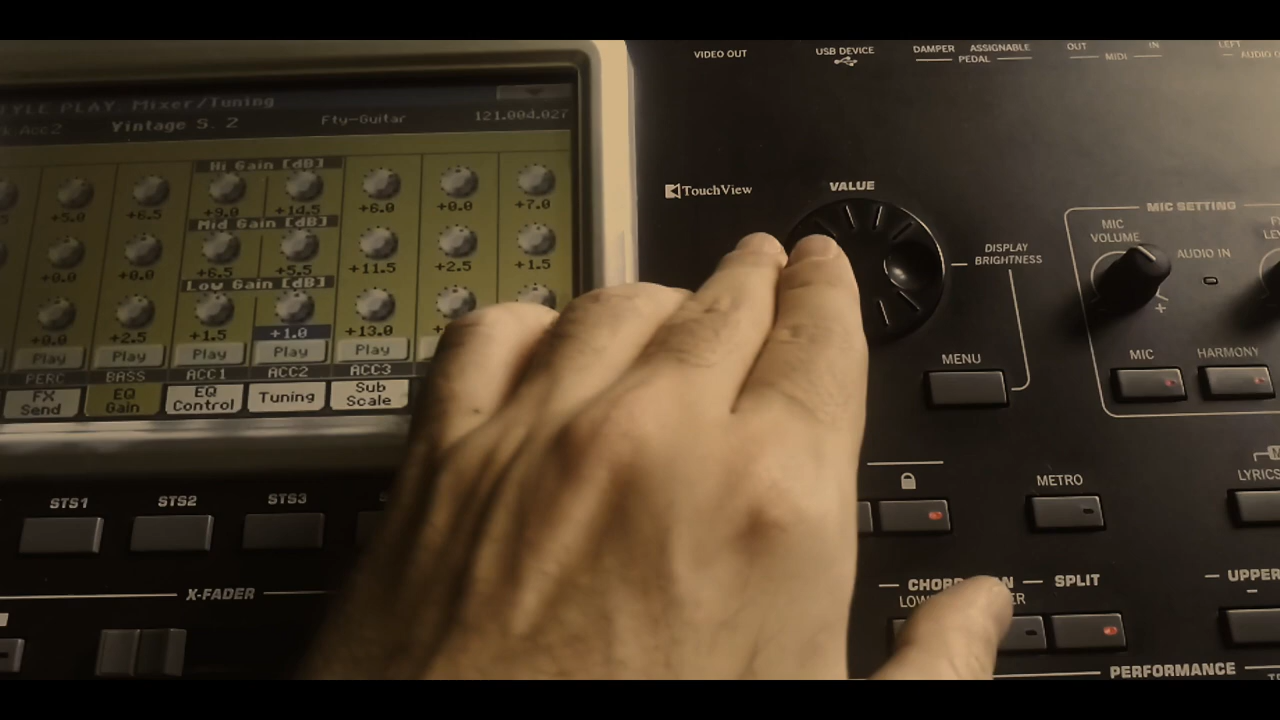 VIDEO OUT
USB DEVICE
DAMPER ASSIGNABLE
PEDAL
OUT IN
MIDI
LEFT
AUDIO
STYLE PLAY Mixer/Tuning
Acc2 Vintage S. 2 Fty-Guitar 121.004.027
Hi Gain [dB]
+5.0 +6.5 +9.0 +14.5 +6.0 +0.0 +7.0
Mid Gain [dB]
+0.0 +0.0 +6.5 +5.5 +11.5 +2.5 +1.5
Low Gain [dB]
+0.0 +2.5 +1.5 +1.0 +13.0
Play Play Play Play Play
PERC BASS ACC1 ACC2 ACC3
FX Send
EQ Gain
EQ Control
Tuning
Sub Scale
TouchView
VALUE
DISPLAY
BRIGHTNESS
MENU
MIC SETTING
MIC
VOLUME
AUDIO IN
+
MIC
HARMONY
STS1 STS2 STS3
METRO
LYRICS
X-FADER
SPLIT
UPPER
PERFORMANCE